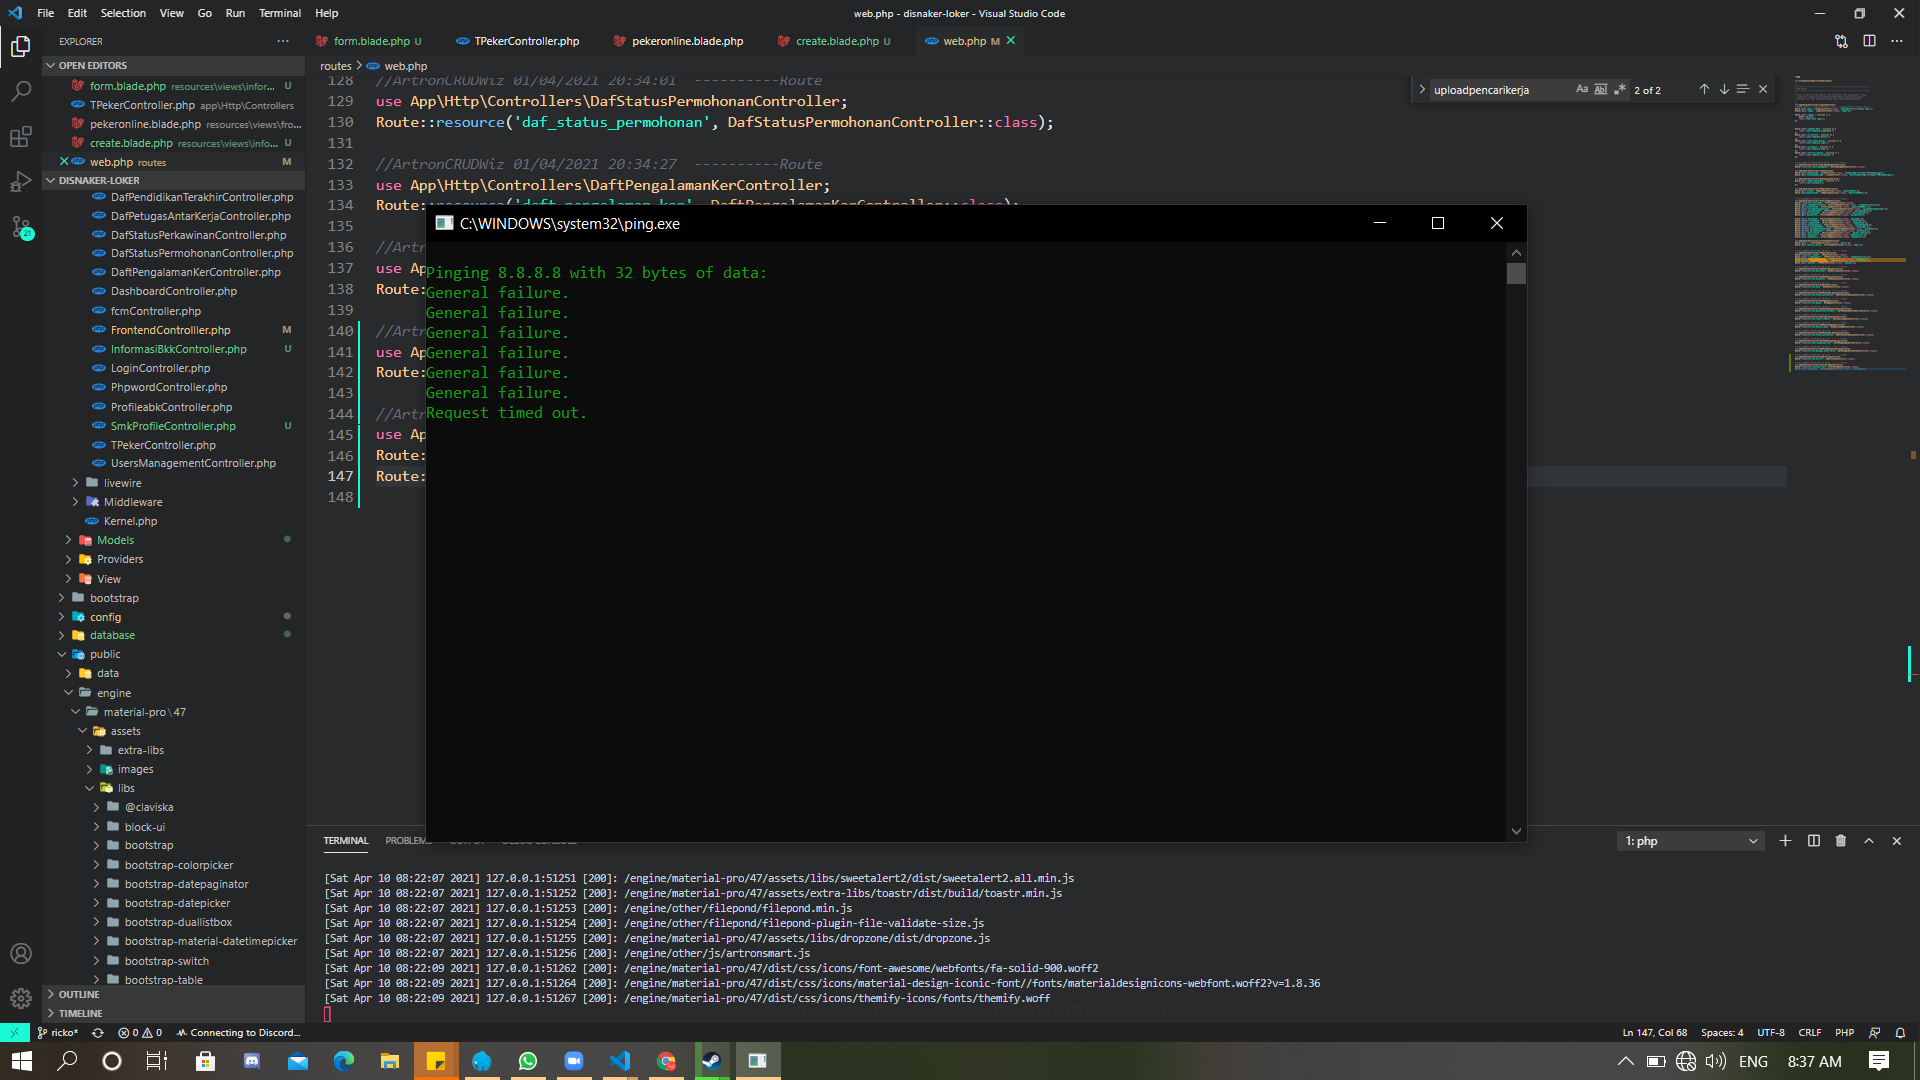 File Edit Selection View Go Run Terminal Help
web.php - disnaker-loker - Visual Studio Code
EXPLORER
form.blade.php U
TPekerController.php
pekeronline.blade.php
create.blade.php U
web.php M
OPEN EDITORS
form.blade.php resources\views\infor... U
TPekerController.php app\Http\Controllers
pekeronline.blade.php resources\views\fro...
create.blade.php resources\views\info... U
web.php routes M
DISNAKER-LOKER
DafPendidikanTerakhirController.php
DafPetugasAntarKerjaController.php
DafStatusPerkawinanController.php
DafStatusPermohonanController.php
DaftPengalamanKerController.php
DashboardController.php
fcmController.php
FrontendControlller.php M
InformasiBkkController.php U
LoginController.php
PhpwordController.php
ProfileabkController.php
SmkProfileController.php U
TPekerController.php
UsersManagementController.php
livewire
Middleware
Kernel.php
Models
Providers
View
bootstrap
config
database
public
data
engine
material-pro\47
assets
extra-libs
images
libs
@claviska
block-ui
bootstrap
bootstrap-colorpicker
bootstrap-datepaginator
bootstrap-datepicker
bootstrap-duallistbox
bootstrap-material-datetimepicker
bootstrap-switch
bootstrap-table
OUTLINE
TIMELINE
21
routes > web.php
uploadpencarikerja Aa Abl .* 2 of 2
128 //ArtronCRUDWiz 01/04/2021 20:34:01 ----------Route
129 use App\Http\Controllers\DafStatusPermohonanController;
130 Route::resource('daf_status_permohonan', DafStatusPermohonanController::class);
131
132 //ArtronCRUDWiz 01/04/2021 20:34:27 ----------Route
133 use App\Http\Controllers\DaftPengalamanKerController;
134 Route::resource('daft_pengalaman_ker', DaftPengalamanKerController::class);
135
136 //Artr
137 use Ap
138 Route:
139
140 //Artr
141 use Ap
142 Route:
143
144 //Artr
145 use Ap
146 Route:
147 Route:
148
C:\WINDOWS\system32\ping.exe
Pinging 8.8.8.8 with 32 bytes of data:
General failure.
General failure.
General failure.
General failure.
General failure.
General failure.
Request timed out.
TERMINAL PROBLEMS OUTPUT DEBUG CONSOLE
1: php
[Sat Apr 10 08:22:07 2021] 127.0.0.1:51251 [200]: /engine/material-pro/47/assets/libs/sweetalert2/dist/sweetalert2.all.min.js
[Sat Apr 10 08:22:07 2021] 127.0.0.1:51252 [200]: /engine/material-pro/47/assets/extra-libs/toastr/dist/build/toastr.min.js
[Sat Apr 10 08:22:07 2021] 127.0.0.1:51253 [200]: /engine/other/filepond/filepond.min.js
[Sat Apr 10 08:22:07 2021] 127.0.0.1:51254 [200]: /engine/other/filepond/filepond-plugin-file-validate-size.js
[Sat Apr 10 08:22:07 2021] 127.0.0.1:51255 [200]: /engine/material-pro/47/assets/libs/dropzone/dist/dropzone.js
[Sat Apr 10 08:22:07 2021] 127.0.0.1:51256 [200]: /engine/other/js/artronsmart.js
[Sat Apr 10 08:22:09 2021] 127.0.0.1:51262 [200]: /engine/material-pro/47/dist/css/icons/font-awesome/webfonts/fa-solid-900.woff2
[Sat Apr 10 08:22:09 2021] 127.0.0.1:51264 [200]: /engine/material-pro/47/dist/css/icons/material-design-iconic-font//fonts/materialdesignicons-webfont.woff2?v=1.8.36
[Sat Apr 10 08:22:09 2021] 127.0.0.1:51267 [200]: /engine/material-pro/47/dist/css/icons/themify-icons/fonts/themify.woff
ricko* 0 0 Connecting to Discord...
Ln 147, Col 68 Spaces: 4 UTF-8 CRLF PHP
ENG 8:37 AM